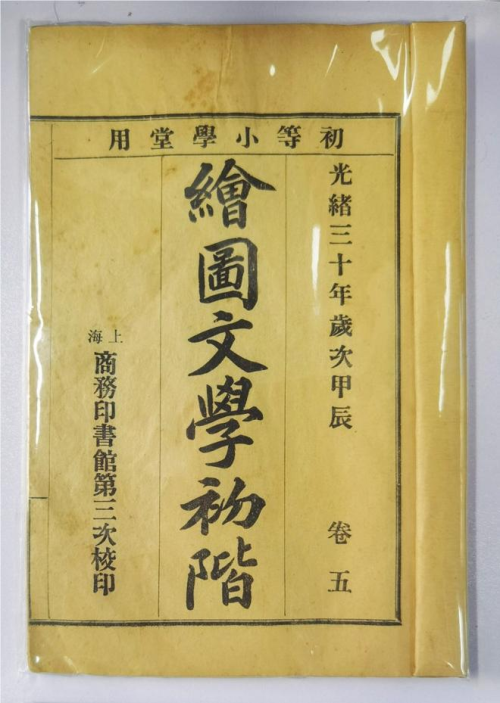 初等小學堂用
光緒三十年歲次甲辰
卷五
繪圖文學初階
上海
商務印書館第三次校印